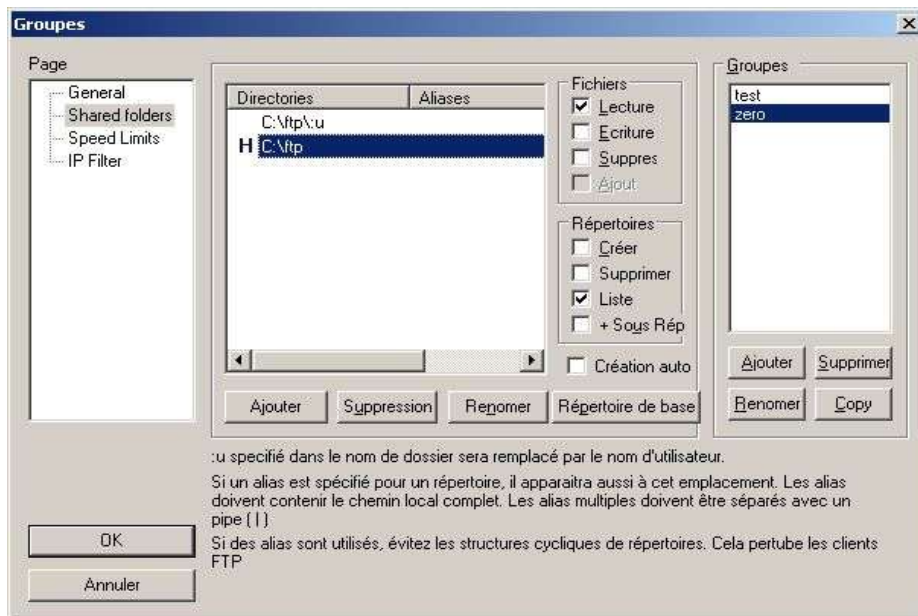 Groupes
Page
General
Shared folders
Speed Limits
IP Filter
Directories Aliases
C:\ftp\:u
H C:\ftp
Fichiers
Lecture
Ecriture
Suppres
Ajout
Répertoires
Créer
Supprimer
Liste
+ Sous Rép
Création auto
Ajouter Suppression Renomer Répertoire de base
Groupes
test
zero
Ajouter Supprimer
Renomer Copy
:u specifié dans le nom de dossier sera remplacé par le nom d'utilisateur.
Si un alias est spécifié pour un répertoire, il apparaitra aussi à cet emplacement. Les alias
doivent contenir le chemin local complet. Les alias multiples doivent être séparés avec un
pipe ( | )
Si des alias sont utilisés, évitez les structures cycliques de répertoires. Cela pertube les clients
FTP
OK
Annuler